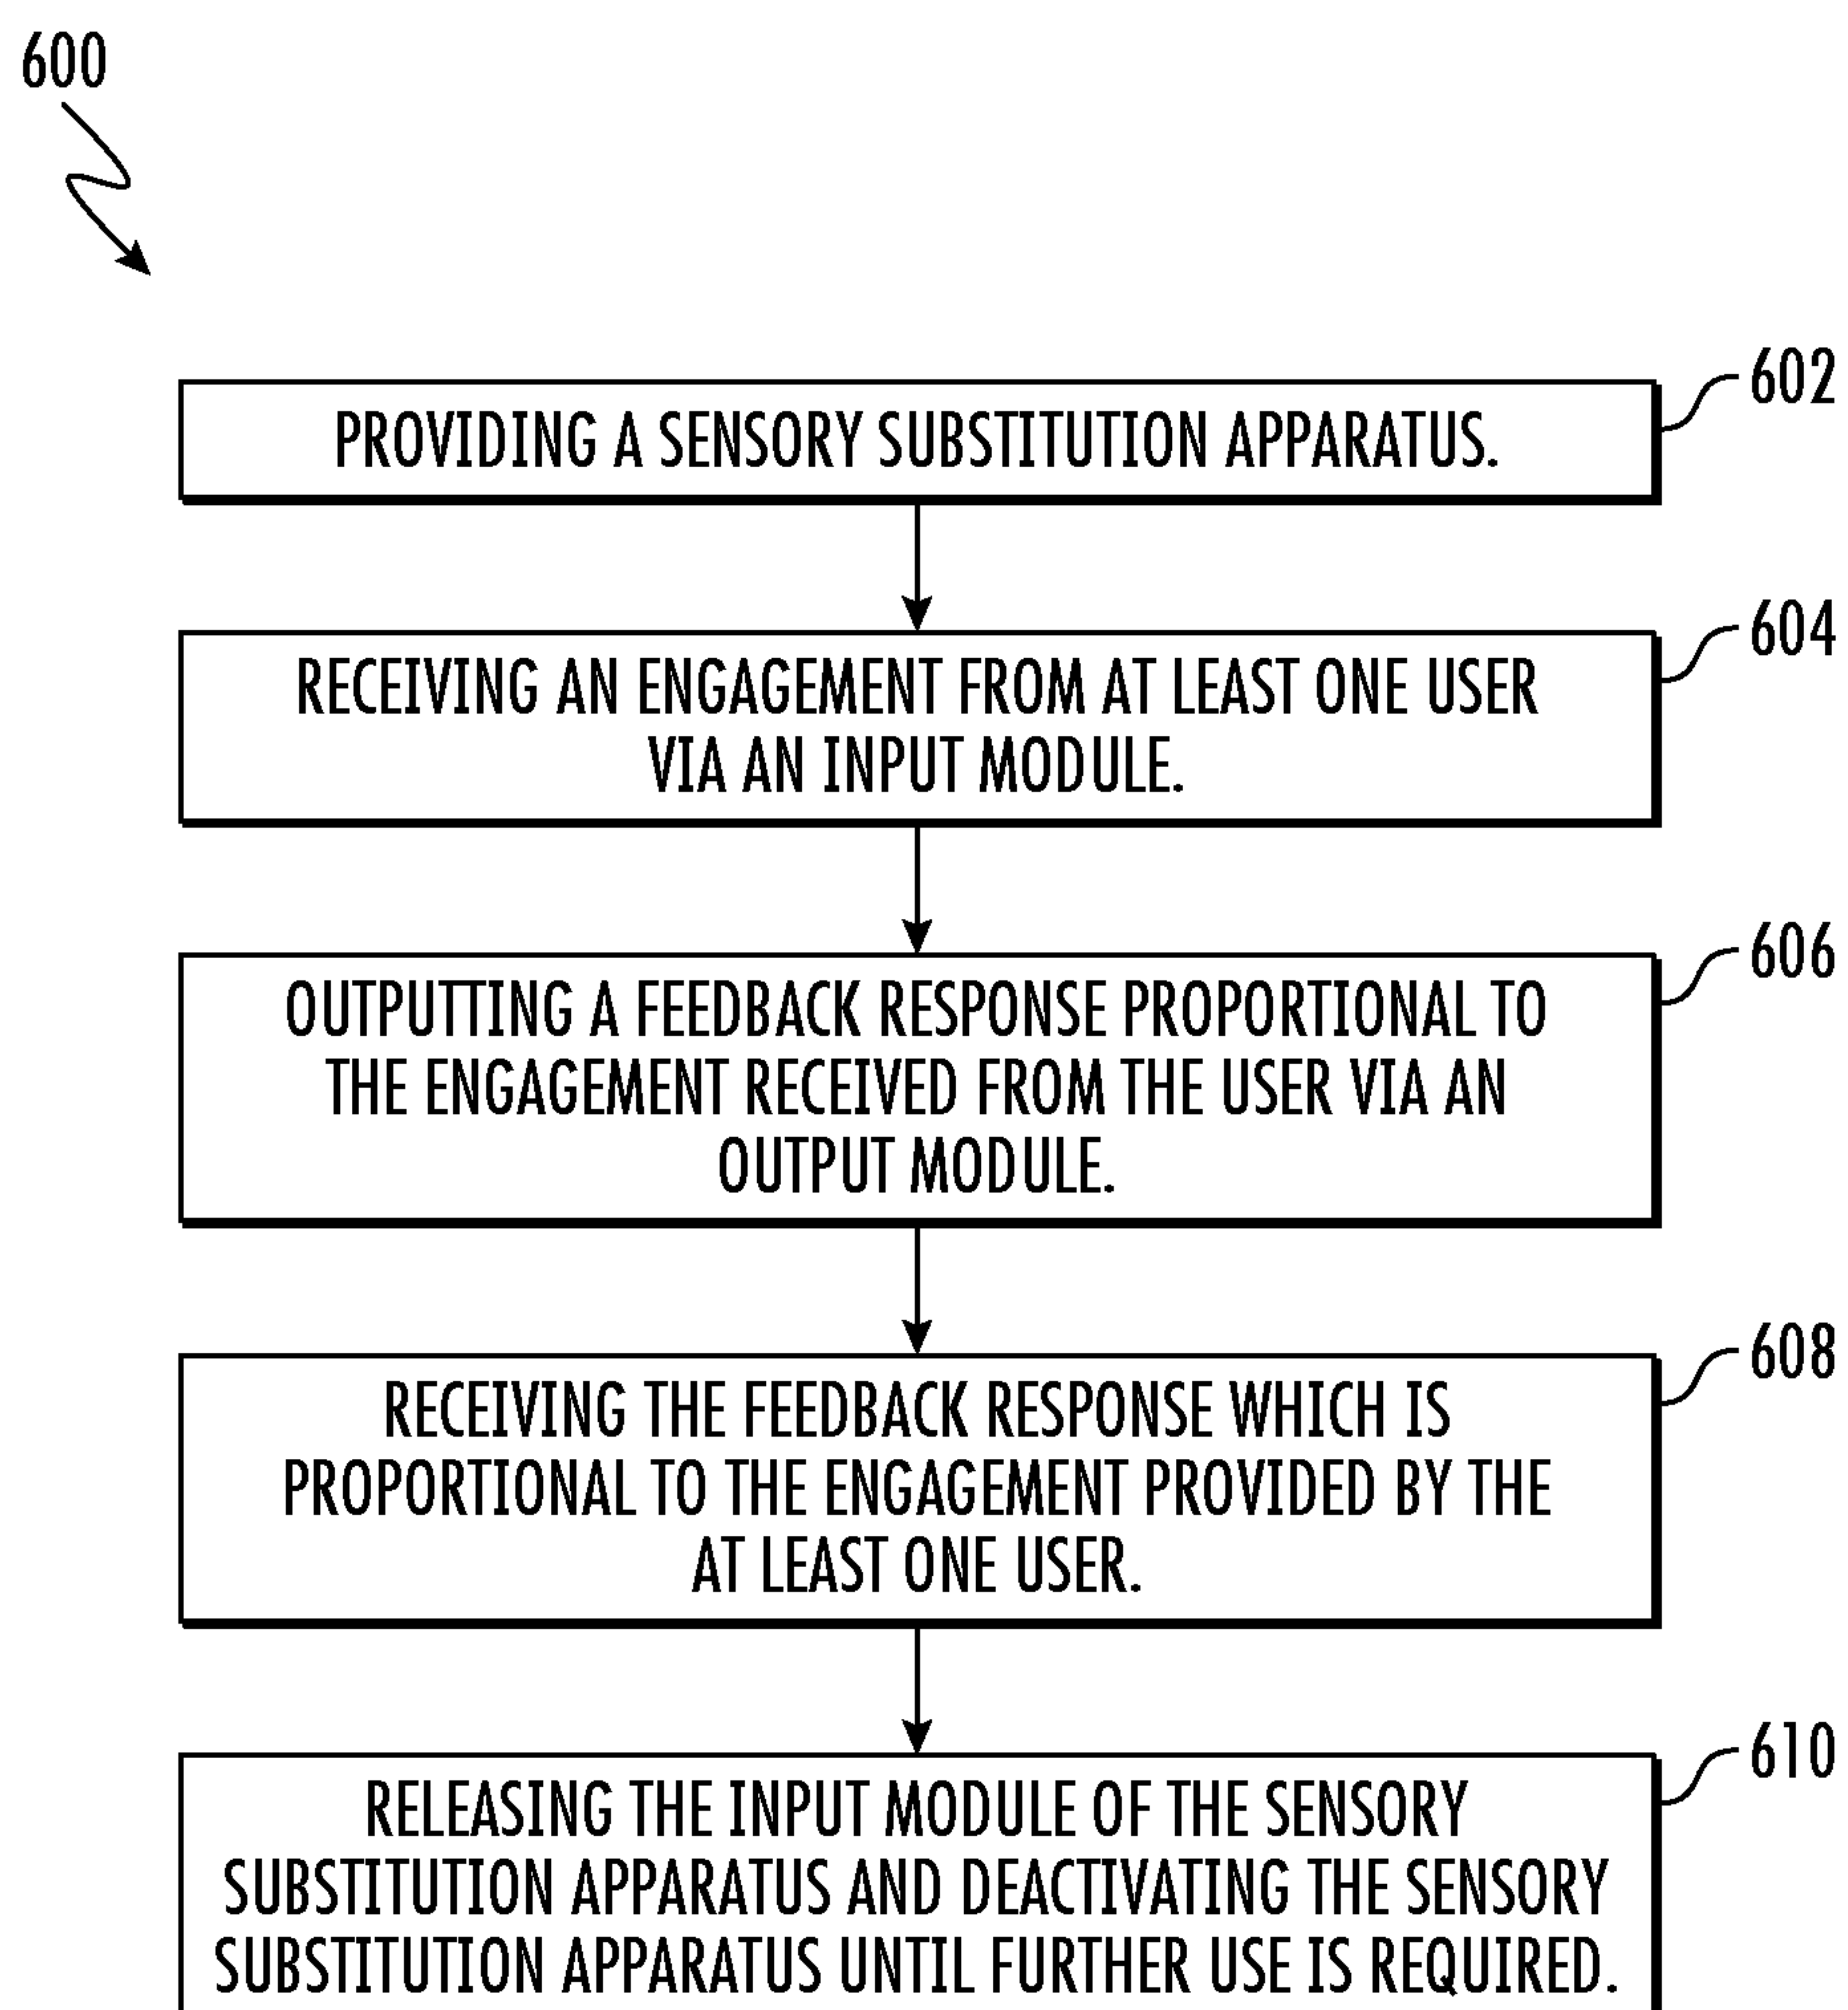 600
602
PROVIDING A SENSORY SUBSTITUTION APPARATUS.
604
RECEIVING AN ENGAGEMENT FROM AT LEAST ONE USER
VIA AN INPUT MODULE.
606
OUTPUTTING A FEEDBACK RESPONSE PROPORTIONAL TO
THE ENGAGEMENT RECEIVED FROM THE USER VIA AN
OUTPUT MODULE.
608
RECEIVING THE FEEDBACK RESPONSE WHICH IS
PROPORTIONAL TO THE ENGAGEMENT PROVIDED BY THE
AT LEAST ONE USER.
610
RELEASING THE INPUT MODULE OF THE SENSORY
SUBSTITUTION APPARATUS AND DEACTIVATING THE SENSORY
SUBSTITUTION APPARATUS UNTIL FURTHER USE IS REQUIRED.